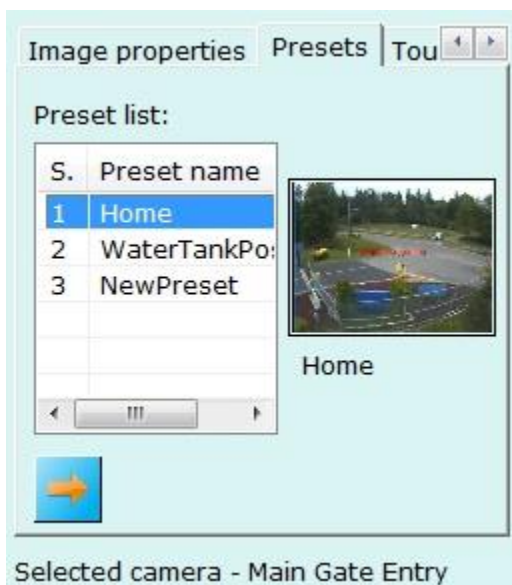 Image properties Presets Tou
Preset list:
S. Preset name
1 Home
2 WaterTankPo
3 NewPreset
Home
Selected camera - Main Gate Entry